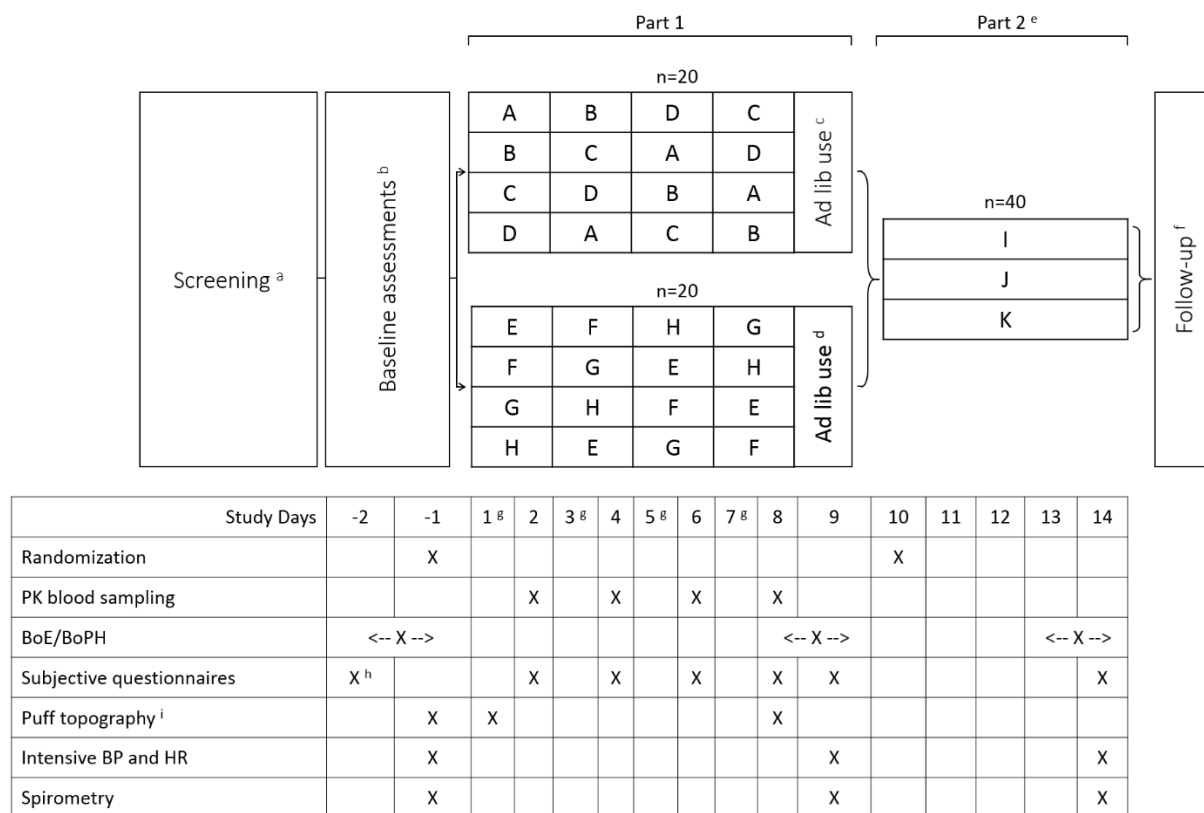 Part 1 Part 2 e
n=20
A B D C
B C A D
C D B A
D A C B
Ad lib use c
Screening a
Baseline assessments b
n=20
E F H G
F G E H
G H F E
H E G F
Ad lib use d
n=40
I
J
K
Follow-up f
Study Days -2 -1 1 g 2 3 g 4 5 g 6 7 g 8 9 10 11 12 13 14
Randomization X X
PK blood sampling X X X X
BoE/BoPH <-- X --> <-- X --> <-- X -->
Subjective questionnaires X h X X X X X X
Puff topography i X X X
Intensive BP and HR X X X
Spirometry X X X